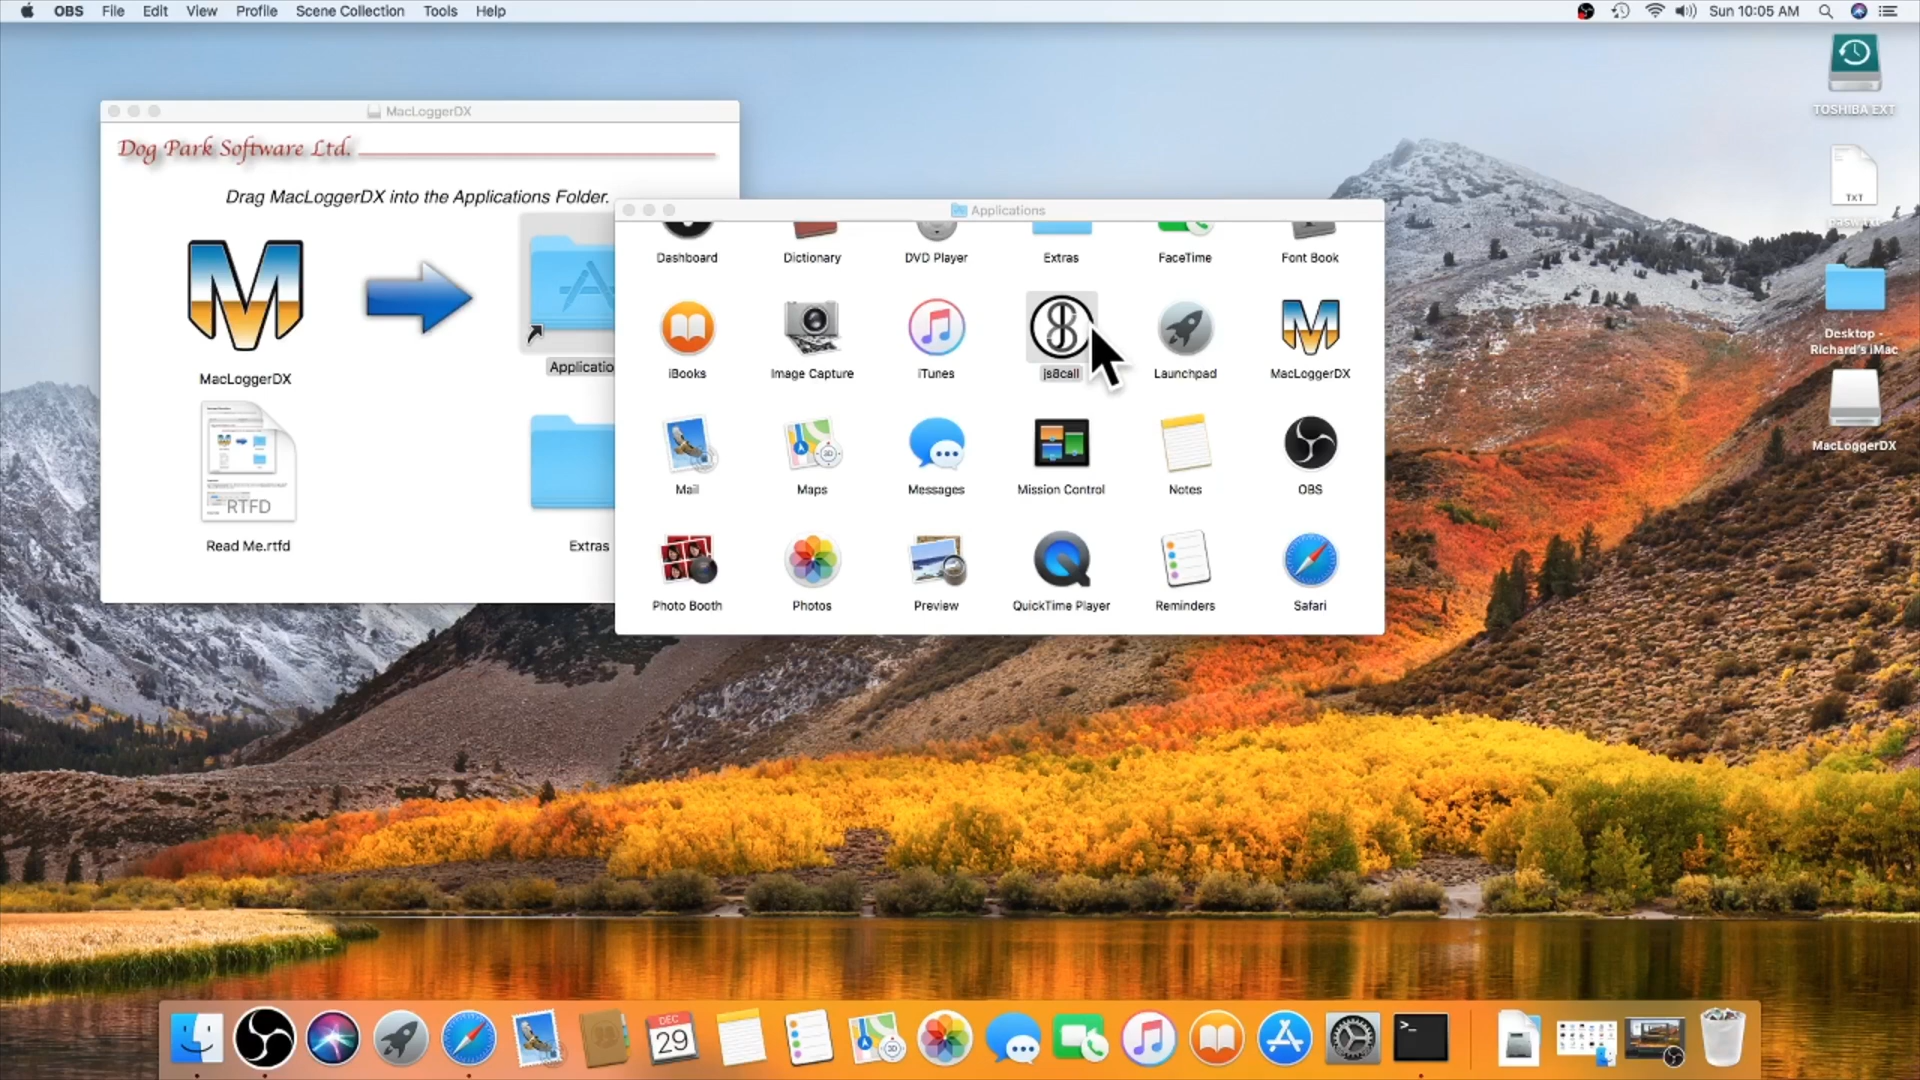 OBS File Edit View Profile Scene Collection Tools Help
Sun 10:05 AM
TOSHIBA EXT
TXT
Desktop -
Richard's iMac
MacLoggerDX
MacLoggerDX
Dog Park Software Ltd.
Drag MacLoggerDX into the Applications Folder.
MacLoggerDX
Applicatio
RTFD
Read Me.rtfd
Extras
Applications
Dashboard Dictionary DVD Player Extras FaceTime Font Book
iBooks Image Capture iTunes js8call Launchpad MacLoggerDX
3D
Mail Maps Messages Mission Control Notes OBS
Photo Booth Photos Preview QuickTime Player Reminders Safari
DEC
29
3D
>_